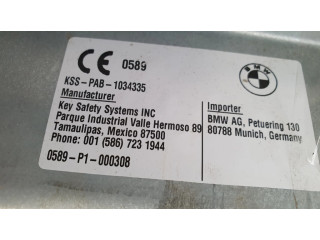 CE 0589
BMW
KSS-PAB-1034335
Manufacturer
Key Safety Systems INC
Parque Industrial Valle Hermoso 89
Tamaulipas, Mexico 87500
Phone: 001 (586) 723 1944
0589-P1-000308
Importer
BMW AG, Petuering 130
80788 Munich, Germany